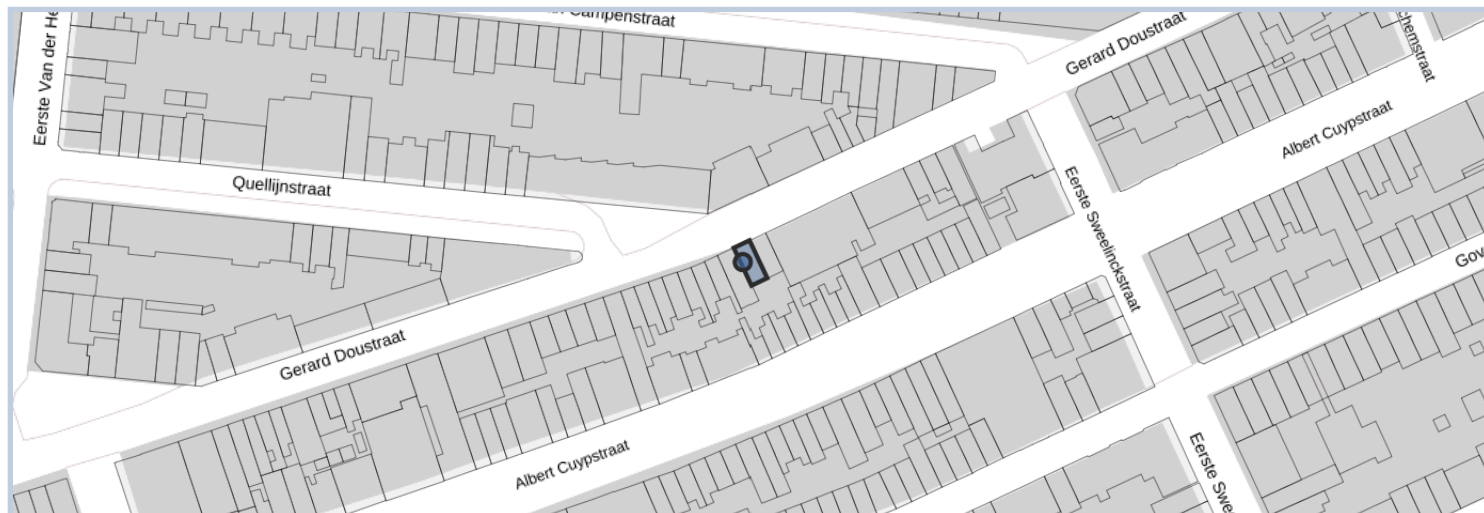 Campenstraat
Gerard Doustraat
Eerste Van der He
Albert Cuypstraat
Quellijnstraat
Eerste Sweelinckstraat
Gov
Gerard Doustraat
Albert Cuypstraat
Eerste Swe